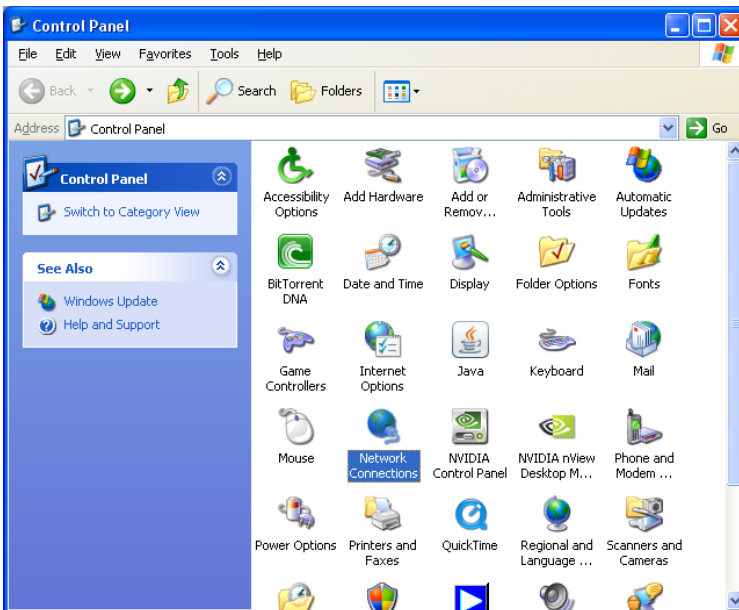 Control Panel
File Edit View Favorites Tools Help
Back Search Folders
Address Control Panel Go
Control Panel
Switch to Category View
See Also
Windows Update
Help and Support
Accessibility Options
Add Hardware
Add or Remov...
Administrative Tools
Automatic Updates
BitTorrent DNA
Date and Time
Display
Folder Options
Fonts
Game Controllers
Internet Options
Java
Keyboard
Mail
Mouse
Network Connections
NVIDIA Control Panel
NVIDIA nView Desktop M...
Phone and Modem ...
Power Options
Printers and Faxes
QuickTime
Regional and Language ...
Scanners and Cameras